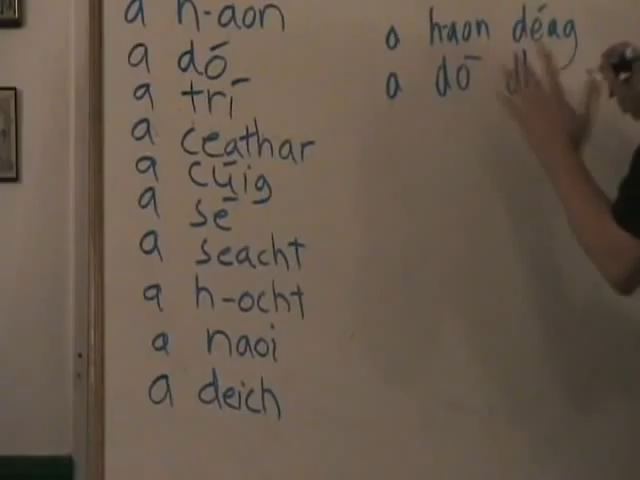 a h-aon
a dó
a trí
a ceathar
a cúig
a sé
a seacht
a h-ocht
a naoi
a deich
a haon déag
a dó